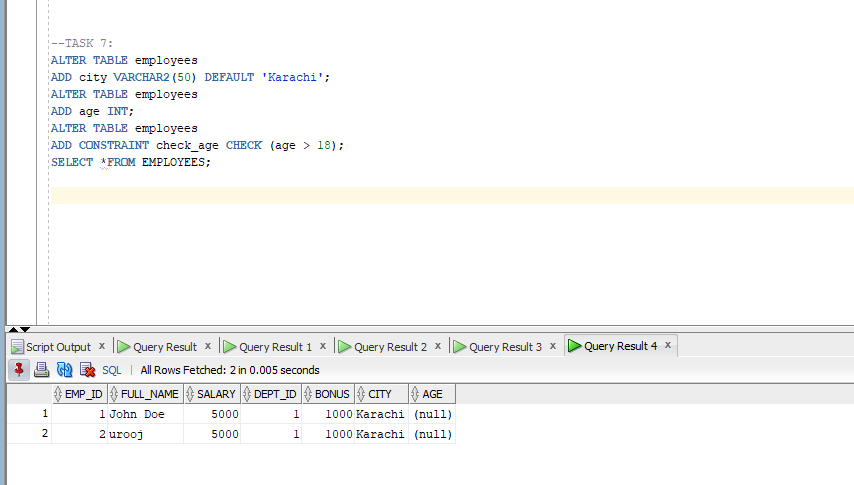 --TASK 7:
ALTER TABLE employees
ADD city VARCHAR2(50) DEFAULT 'Karachi';
ALTER TABLE employees
ADD age INT;
ALTER TABLE employees
ADD CONSTRAINT check_age CHECK (age > 18);
SELECT *FROM EMPLOYEES;
Script Output x Query Result x Query Result 1 x Query Result 2 x Query Result 3 x Query Result 4 x
SQL | All Rows Fetched: 2 in 0.005 seconds
EMP_ID FULL_NAME SALARY DEPT_ID BONUS CITY AGE
1 1 John Doe 5000 1 1000 Karachi (null)
2 2 urooj 5000 1 1000 Karachi (null)